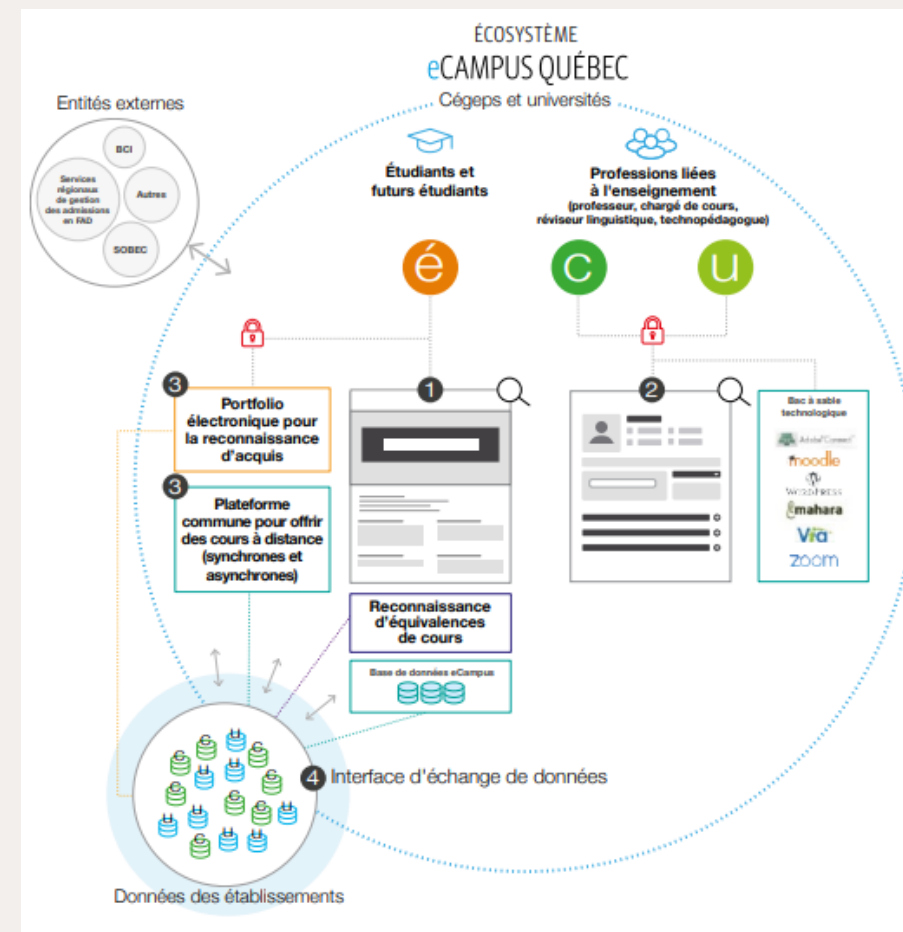 ÉCOSYSTÈME
eCAMPUS QUÉBEC
Cégeps et universités
Entités externes
BCI
Services
régionaux
de gestion
des admissions
en FAD
Autres
SOBEC
Étudiants et
futurs étudiants
Professions liées
à l'enseignement
(professeur, chargé de cours,
réviseur linguistique, technopédagogue)
é
c
u
3
Portfolio
électronique pour
la reconnaissance
d'acquis
3
Plateforme
commune pour offrir
des cours à distance
(synchrones et
asynchrones)
1
2
Bac à sable
technologique
Adobe Connect
moodle
WORDPRESS
mahara
Via
zoom
Reconnaissance
d'équivalences
de cours
Base de données eCampus
4 Interface d'échange de données
U
C
C
U
U
C
C
C
U
C
U
U
U
U
U
C
Données des établissements